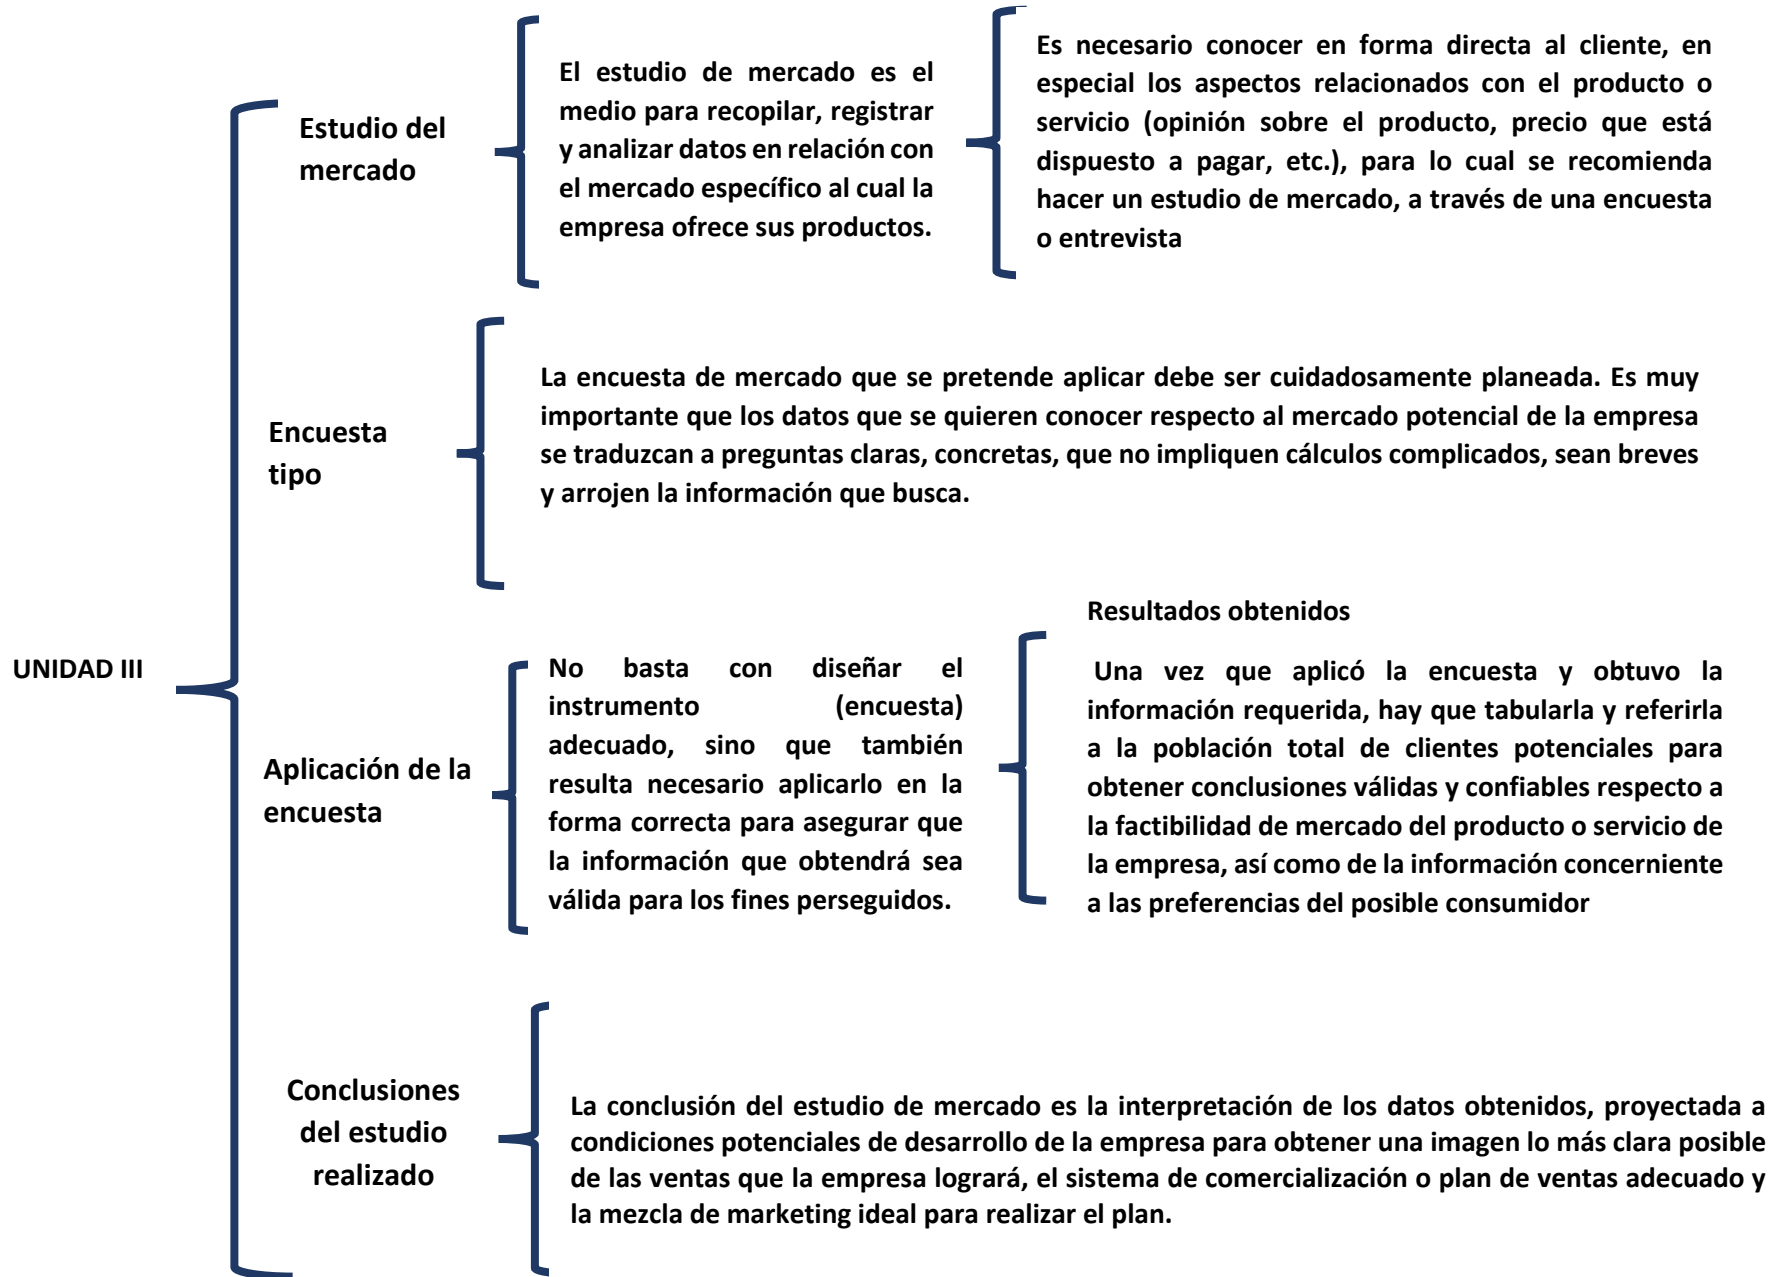 UNIDAD III
Estudio del
mercado
El estudio de mercado es el
medio para recopilar, registrar
y analizar datos en relación con
el mercado específico al cual la
empresa ofrece sus productos.
Es necesario conocer en forma directa al cliente, en
especial los aspectos relacionados con el producto o
servicio (opinión sobre el producto, precio que está
dispuesto a pagar, etc.), para lo cual se recomienda
hacer un estudio de mercado, a través de una encuesta
o entrevista
Encuesta
tipo
La encuesta de mercado que se pretende aplicar debe ser cuidadosamente planeada. Es muy
importante que los datos que se quieren conocer respecto al mercado potencial de la empresa
se traduzcan a preguntas claras, concretas, que no impliquen cálculos complicados, sean breves
y arrojen la información que busca.
Aplicación de la
encuesta
No basta con diseñar el
instrumento (encuesta)
adecuado, sino que también
resulta necesario aplicarlo en la
forma correcta para asegurar que
la información que obtendrá sea
válida para los fines perseguidos.
Resultados obtenidos
Una vez que aplicó la encuesta y obtuvo la
información requerida, hay que tabularla y referirla
a la población total de clientes potenciales para
obtener conclusiones válidas y confiables respecto a
la factibilidad de mercado del producto o servicio de
la empresa, así como de la información concerniente
a las preferencias del posible consumidor
Conclusiones
del estudio
realizado
La conclusión del estudio de mercado es la interpretación de los datos obtenidos, proyectada a
condiciones potenciales de desarrollo de la empresa para obtener una imagen lo más clara posible
de las ventas que la empresa logrará, el sistema de comercialización o plan de ventas adecuado y
la mezcla de marketing ideal para realizar el plan.